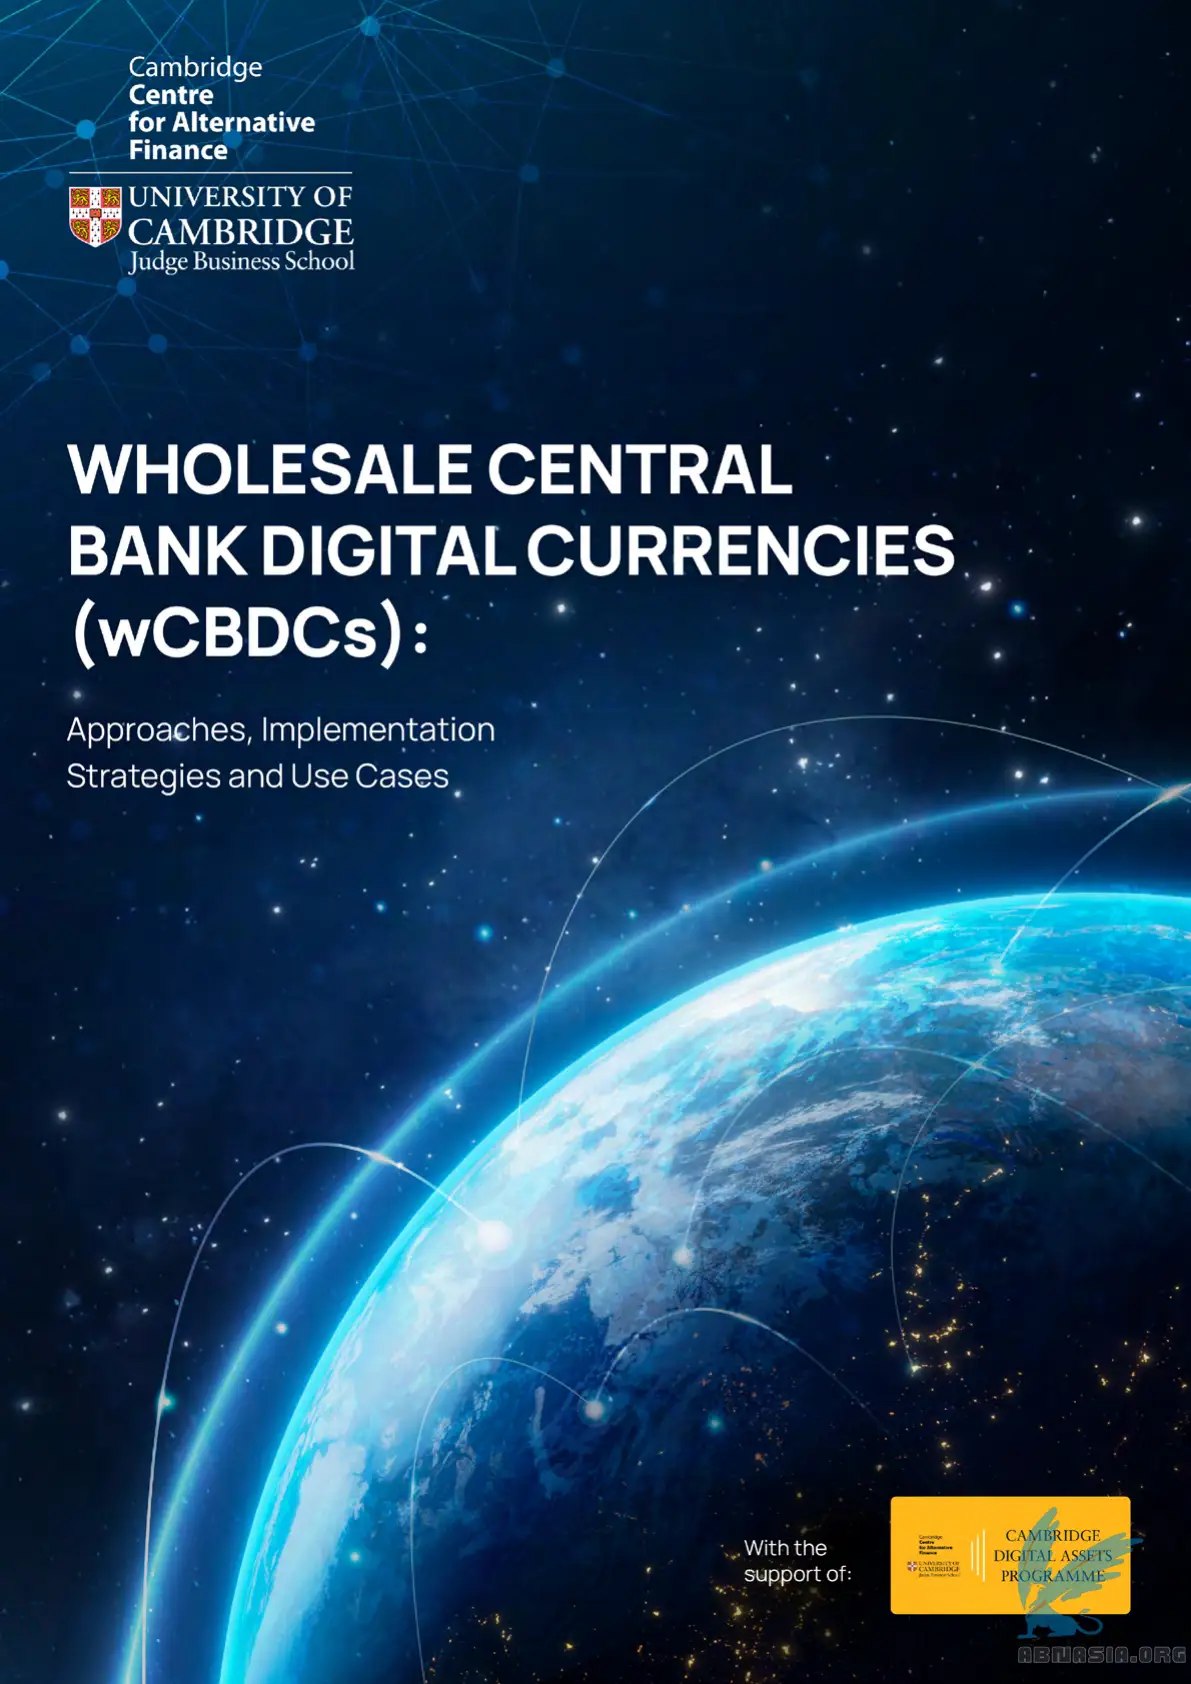 Cambridge
Centre
for Alternative
Finance
UNIVERSITY OF
CAMBRIDGE
Judge Business School
WHOLESALE CENTRAL
BANK DIGITAL CURRENCIES
(wCBDCs):
Approaches, Implementation
Strategies and Use Cases
With the
support of:
Cambridge
Centre
for Alternative
Finance
UNIVERSITY OF
CAMBRIDGE
Judge Business School
CAMBRIDGE
DIGITAL ASSETS
PROGRAMME
ABNASIA.ORG